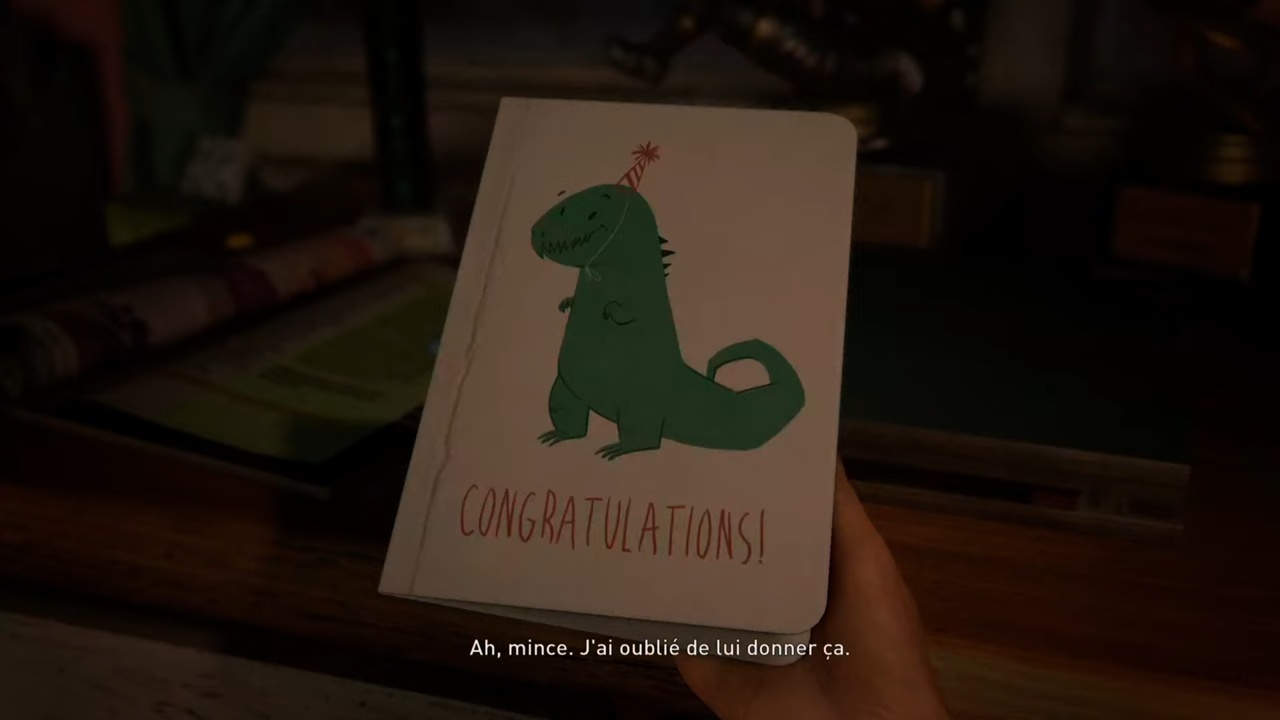 CONGRATULATIONS!
Ah, mince. J'ai oublié de lui donner ça.